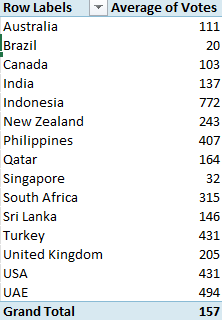 Row Labels Average of Votes
Australia 111
Brazil 20
Canada 103
India 137
Indonesia 772
New Zealand 243
Philippines 407
Qatar 164
Singapore 32
South Africa 315
Sri Lanka 146
Turkey 431
United Kingdom 205
USA 431
UAE 494
Grand Total 157